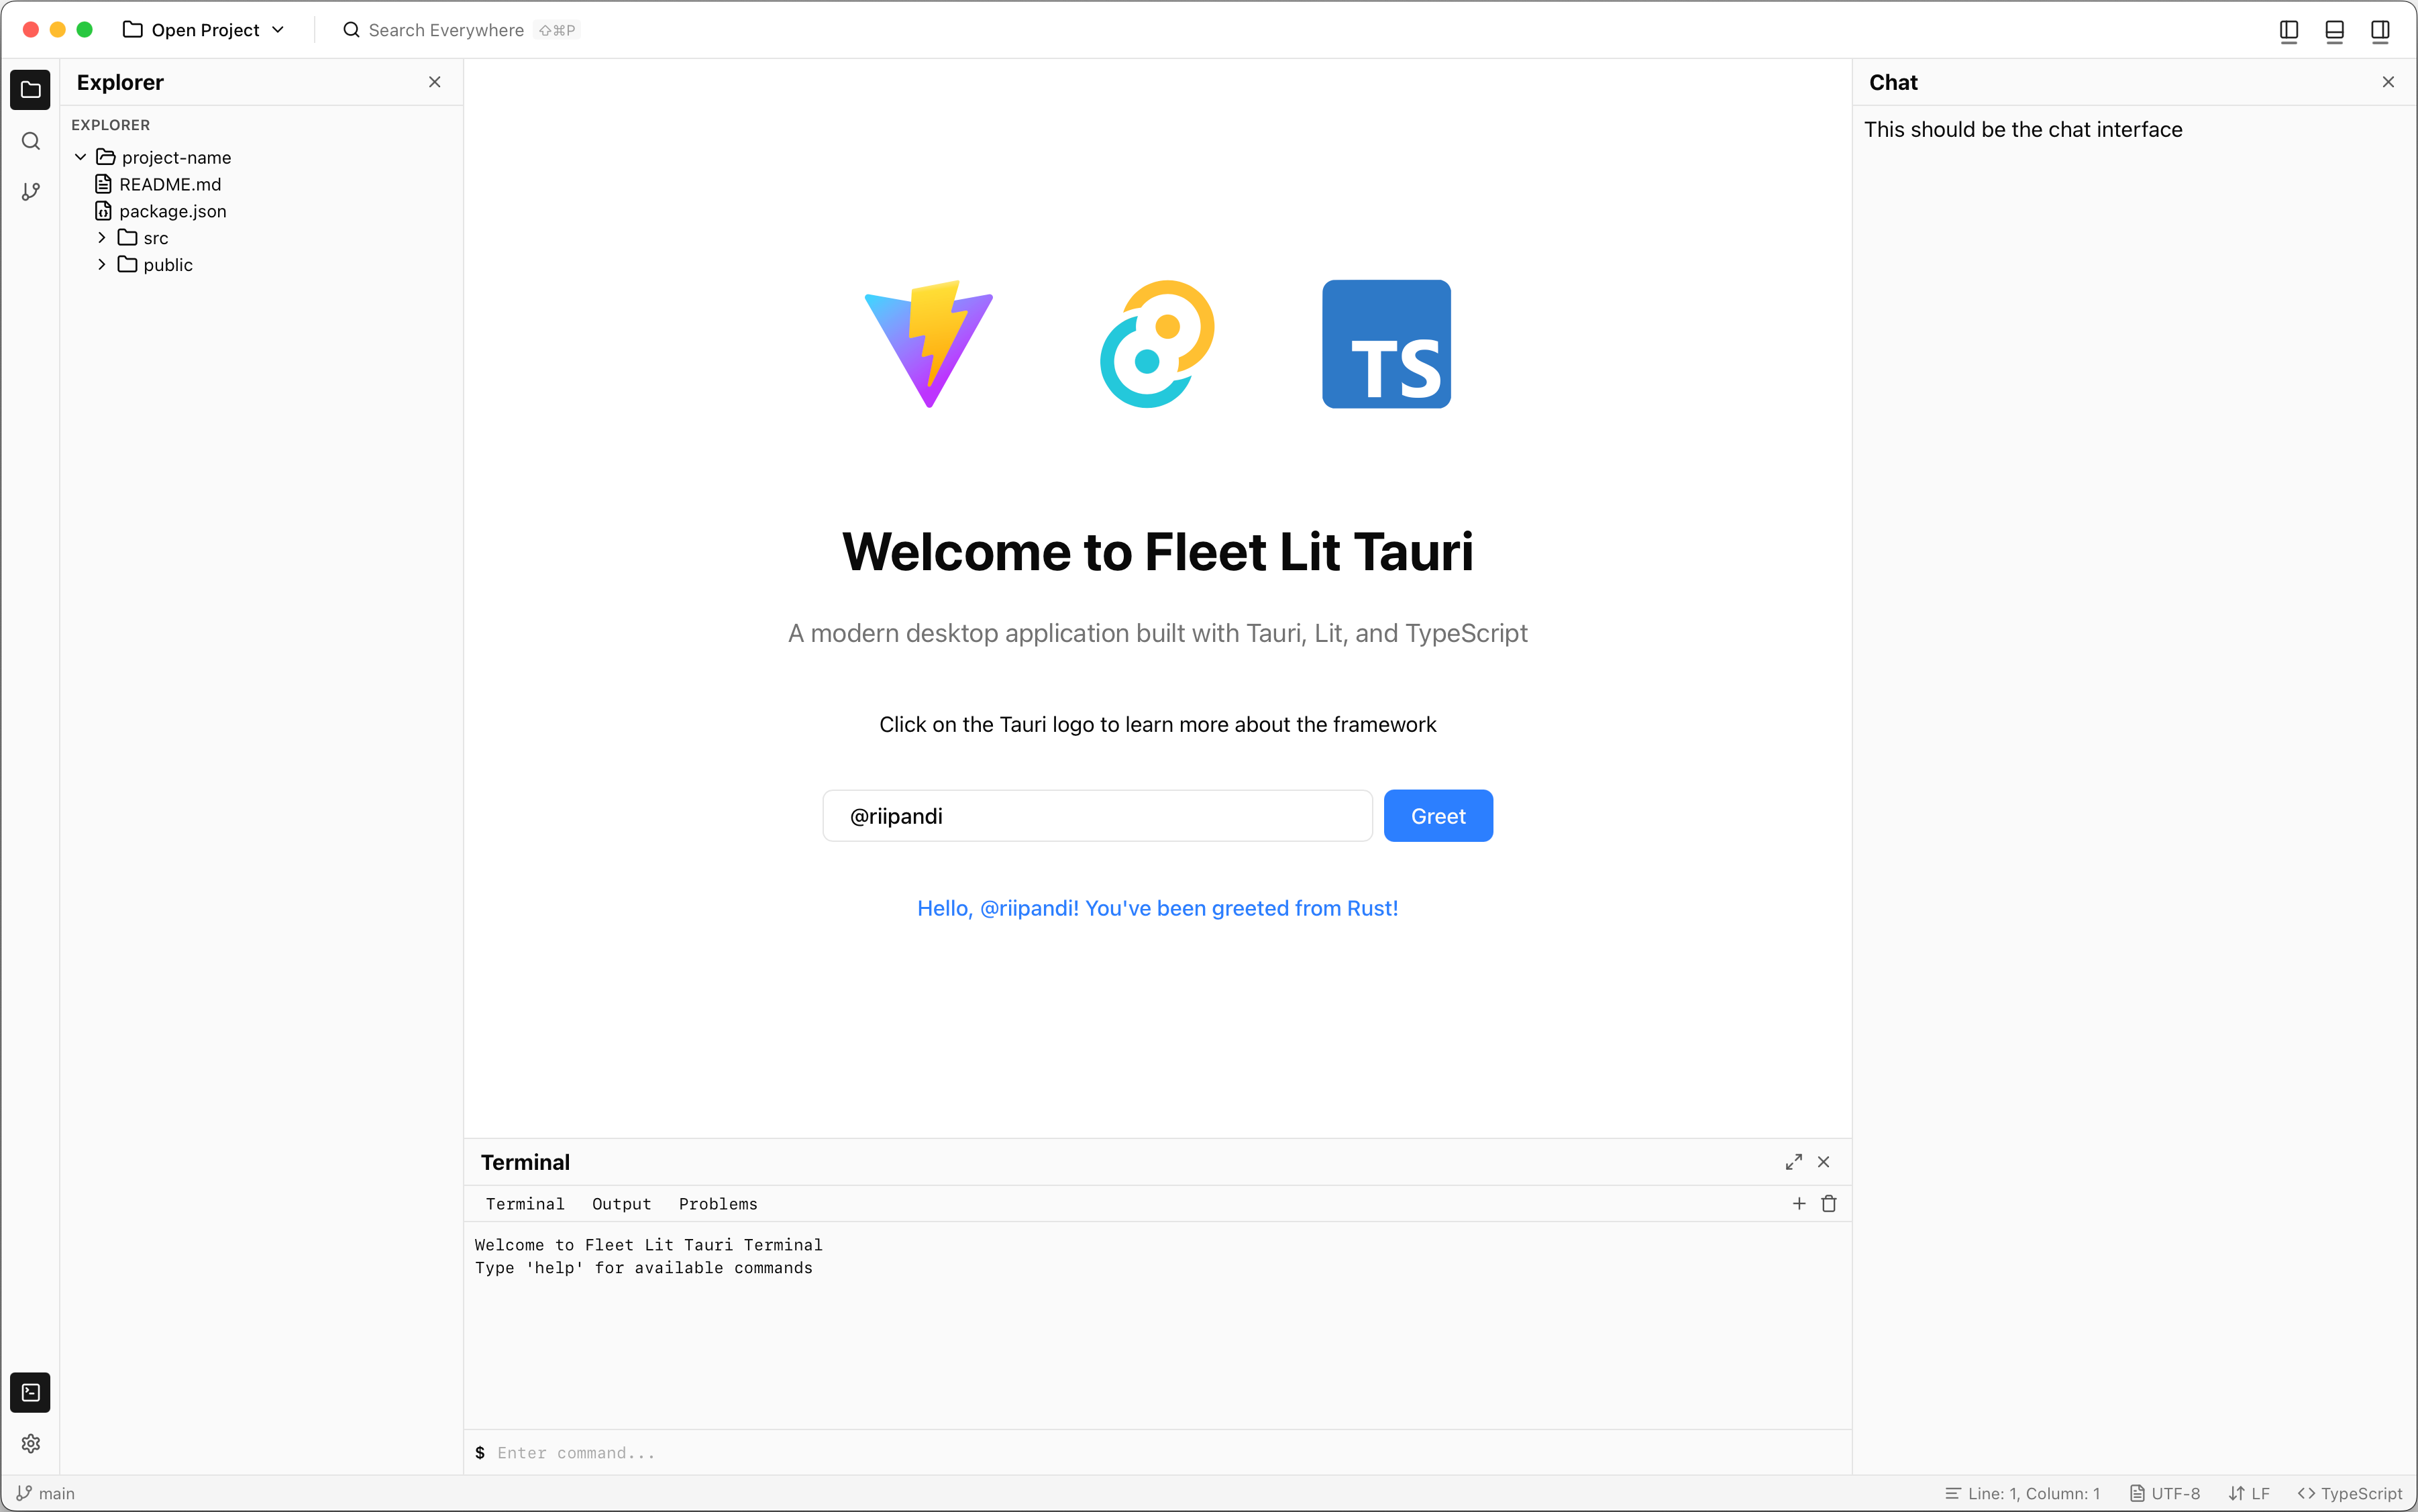 Open Project
Search Everywhere ⇧⌘P
Explorer
EXPLORER
project-name
README.md
package.json
src
public
TS
Welcome to Fleet Lit Tauri
A modern desktop application built with Tauri, Lit, and TypeScript
Click on the Tauri logo to learn more about the framework
@riipandi
Greet
Hello, @riipandi! You've been greeted from Rust!
Terminal
Terminal Output Problems
Welcome to Fleet Lit Tauri Terminal
Type 'help' for available commands
$ Enter command...
Chat
This should be the chat interface
main
Line: 1, Column: 1 UTF-8 LF TypeScript